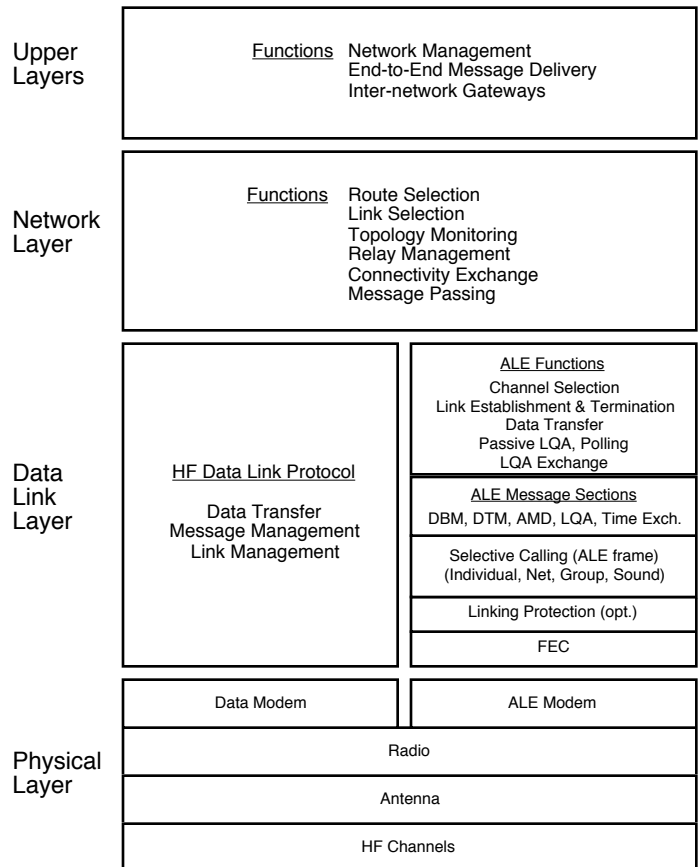 Upper
Layers
Functions Network Management
End-to-End Message Delivery
Inter-network Gateways
Network
Layer
Functions Route Selection
Link Selection
Topology Monitoring
Relay Management
Connectivity Exchange
Message Passing
Data
Link
Layer
HF Data Link Protocol
Data Transfer
Message Management
Link Management
ALE Functions
Channel Selection
Link Establishment & Termination
Data Transfer
Passive LQA, Polling
LQA Exchange
ALE Message Sections
DBM, DTM, AMD, LQA, Time Exch.
Selective Calling (ALE frame)
(Individual, Net, Group, Sound)
Linking Protection (opt.)
FEC
Physical
Layer
Data Modem
ALE Modem
Radio
Antenna
HF Channels